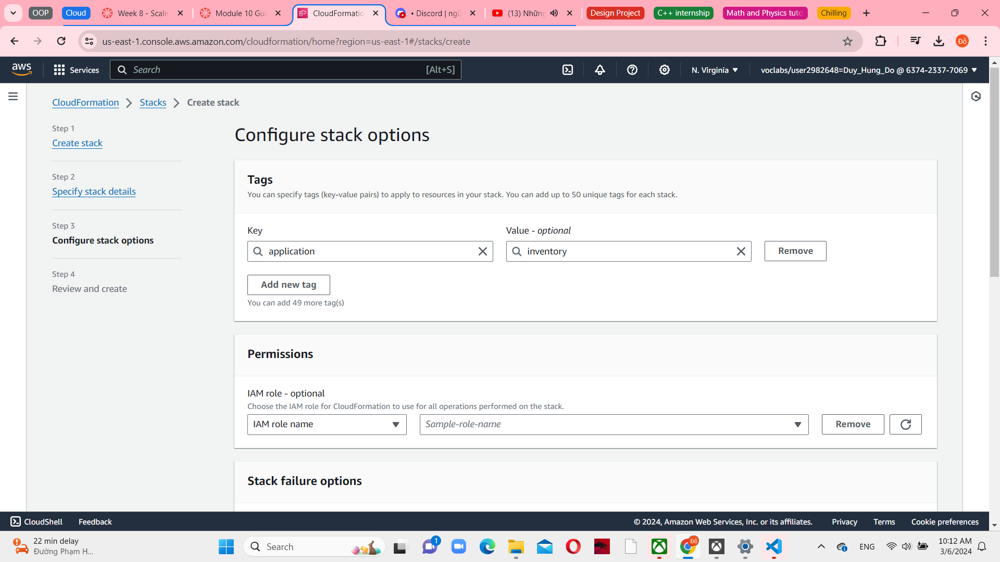 OOP
Cloud
Week 8 - Scalin
Module 10 Gui
CloudFormatio
• Discord | ngũ
(13) Những
Design Project
C++ internship
Math and Physics tuto
Chilling
us-east-1.console.aws.amazon.com/cloudformation/home?region=us-east-1#/stacks/create
Đỗ
aws
Services
Search
[Alt+S]
N. Virginia
voclabs/user2982648=Duy_Hung_Do @ 6374-2337-7069
CloudFormation
Stacks
Create stack
Step 1
Create stack
Step 2
Specify stack details
Step 3
Configure stack options
Step 4
Review and create
Configure stack options
Tags
You can specify tags (key-value pairs) to apply to resources in your stack. You can add up to 50 unique tags for each stack.
Key
Value - optional
application
inventory
Remove
Add new tag
You can add 49 more tag(s)
Permissions
IAM role - optional
Choose the IAM role for CloudFormation to use for all operations performed on the stack.
IAM role name
Sample-role-name
Remove
Stack failure options
CloudShell
Feedback
© 2024, Amazon Web Services, Inc. or its affiliates.
Privacy
Terms
Cookie preferences
22 min delay
Đường Phạm H...
Search
1
Đỗ
ENG
10:12 AM
3/6/2024